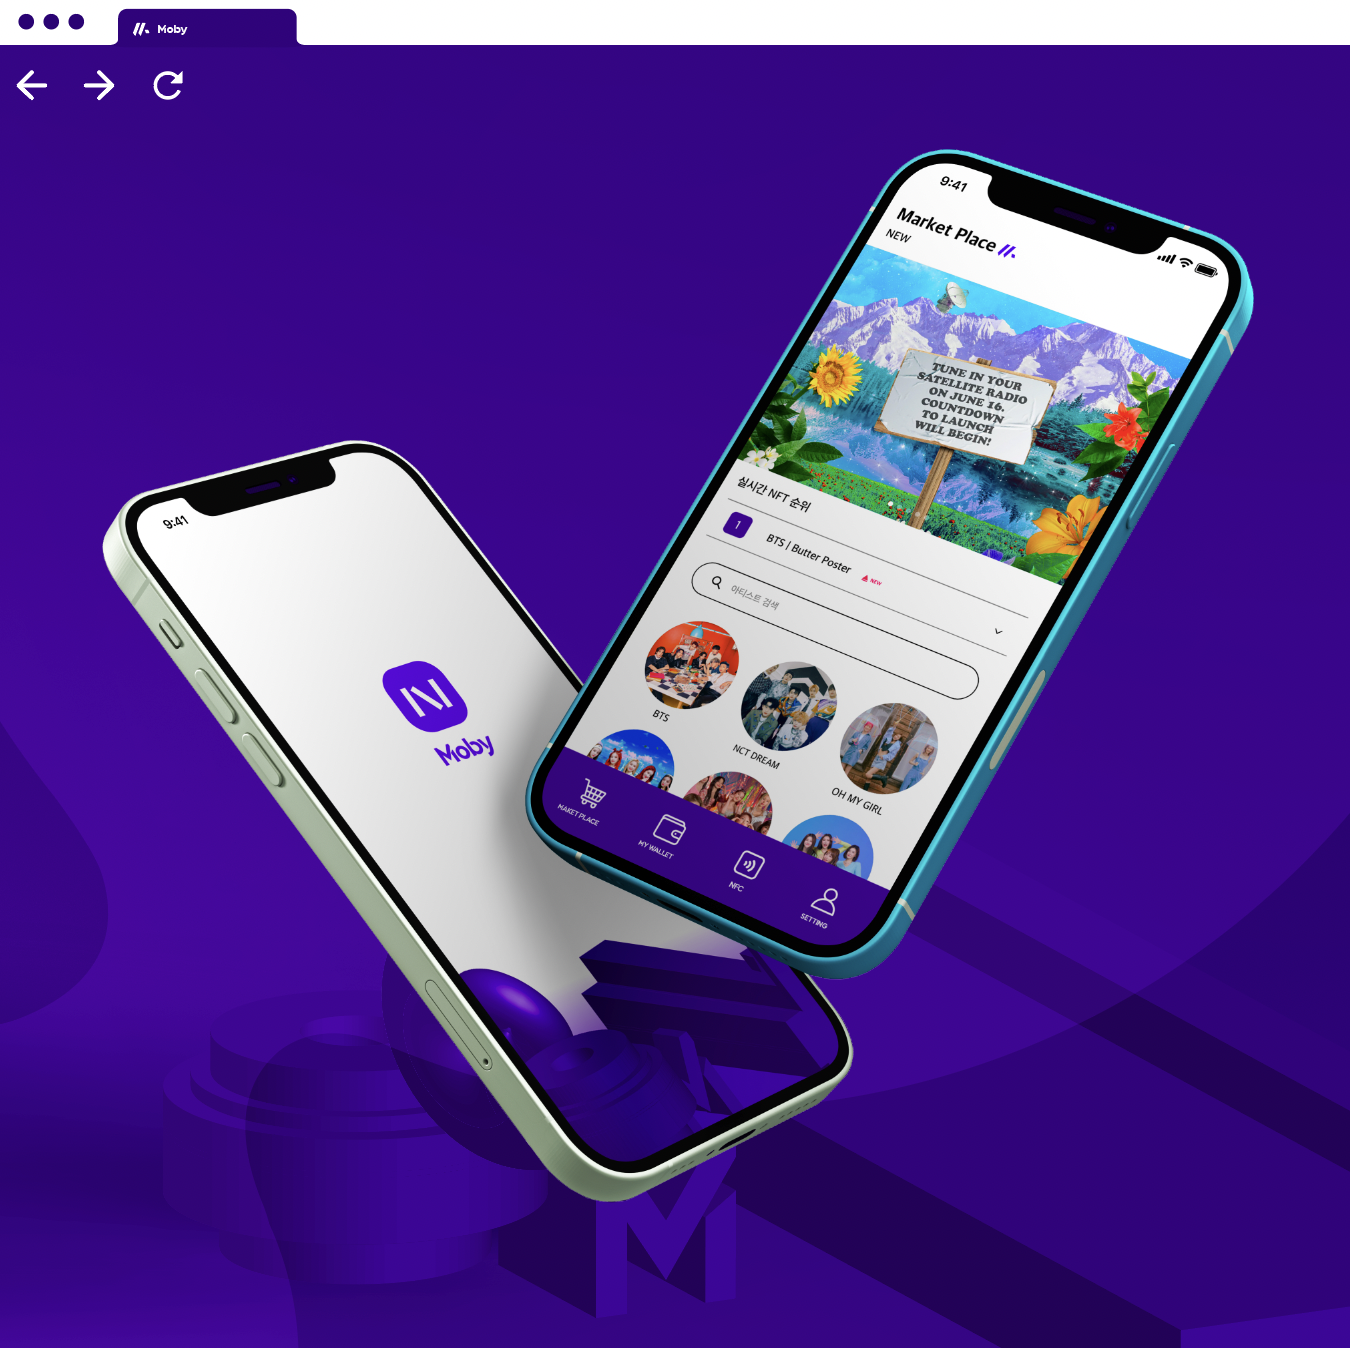 Moby
9:41
Market Place
NEW
TUNE IN YOUR
SATELLITE RADIO
ON JUNE 16.
COUNTDOWN
TO LAUNCH
WILL BEGIN!
실시간 NFT 순위
1 BTS | Butter Poster NEW
아티스트 검색
BTS
NCT DREAM
OH MY GIRL
MAKET PLACE
MY WALLET
NFC
SETTING
9:41
Moby
M